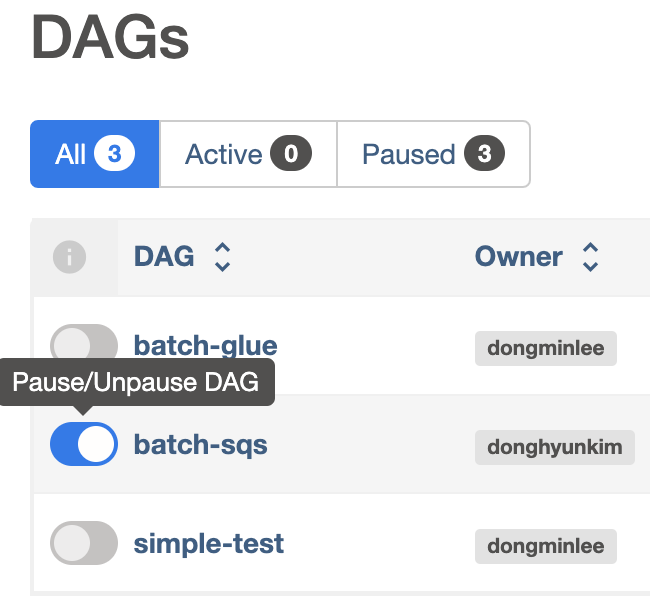 DAGs
All 3 Active 0 Paused 3
DAG Owner
batch-glue dongminlee
Pause/Unpause DAG
batch-sqs donghyunkim
simple-test dongminlee